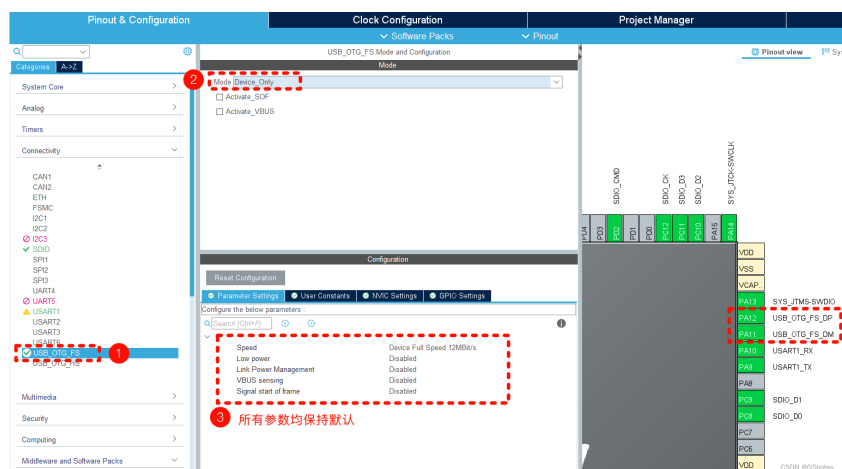 Pinout & Configuration
Clock Configuration
Project Manager
Software Packs
Pinout
USB_OTG_FS Mode and Configuration
Mode
Pinout view
Sy
Categories
A->Z
System Core
Analog
Timers
Connectivity
CAN1
CAN2
ETH
FSMC
I2C1
I2C2
I2C3
SDIO
SPI1
SPI2
SPI3
UART4
UART5
USART1
USART2
USART3
USART6
USB_OTG_FS
1
USB_OTG_HS
Multimedia
Security
Computing
Middleware and Software Packs
2
Mode Device_Only
Activate_SOF
Activate_VBUS
Configuration
Reset Configuration
Parameter Settings
User Constants
NVIC Settings
GPIO Settings
Configure the below parameters :
Search (Ctrl+F)
Speed Device Full Speed 12MBit/s
Low power Disabled
Link Power Management Disabled
VBUS sensing Disabled
Signal start of frame Disabled
3 所有参数均保持默认
SDIO_CMD
SDIO_CK
SDIO_D3
SDIO_D2
SYS_JTCK-SWCLK
PD4
PD3
PD2
PD1
PD0
PC12
PC11
PC10
PA15
PA14
VDD
VSS
VCAP..
PA13 SYS_JTMS-SWDIO
PA12 USB_OTG_FS_DP
PA11 USB_OTG_FS_DM
PA10 USART1_RX
PA9 USART1_TX
PA8
PC9 SDIO_D1
PC8 SDIO_D0
PC7
PC6
VDD